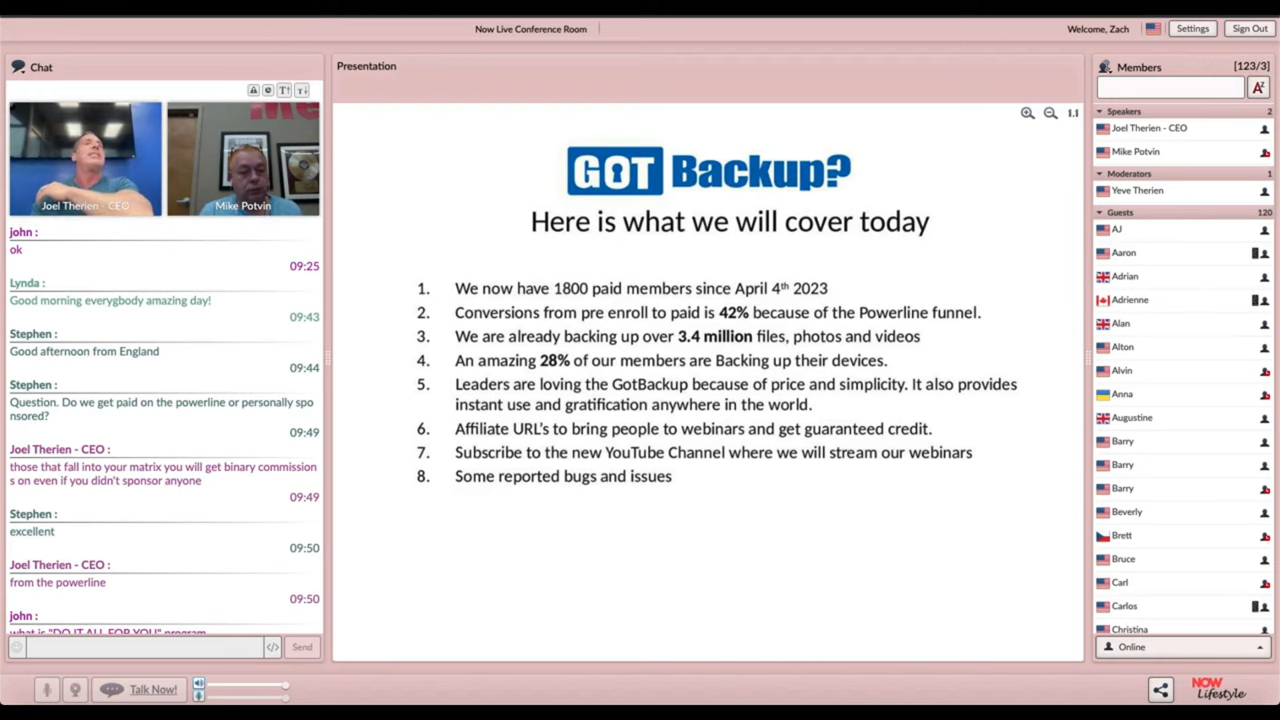 Now Live Conference Room
Welcome, Zach
Settings
Sign Out
Chat
T↑
T↓
Joel Therien - CEO
Mike Potvin
john :
ok
09:25
Lynda :
Good morning everygbody amazing day!
09:43
Stephen :
Good afternoon from England
09:44
Stephen :
Question. Do we get paid on the powerline or personally spo
nsored?
09:49
Joel Therien - CEO :
those that fall into your matrix you will get binary commission
s on even if you didn't sponsor anyone
09:49
Stephen :
excellent
09:50
Joel Therien - CEO :
from the powerline
09:50
john :
what is "DO IT ALL FOR YOU" program
</>
Send
Talk Now!
Presentation
1.1
GOT Backup?
Here is what we will cover today
1. We now have 1800 paid members since April 4th 2023
2. Conversions from pre enroll to paid is 42% because of the Powerline funnel.
3. We are already backing up over 3.4 million files, photos and videos
4. An amazing 28% of our members are Backing up their devices.
5. Leaders are loving the GotBackup because of price and simplicity. It also provides
instant use and gratification anywhere in the world.
6. Affiliate URL's to bring people to webinars and get guaranteed credit.
7. Subscribe to the new YouTube Channel where we will stream our webinars
8. Some reported bugs and issues
Members
[123/3]
Speakers 2
Joel Therien - CEO
Mike Potvin
Moderators 1
Yeve Therien
Guests 120
AJ
Aaron
Adrian
Adrienne
Alan
Alton
Alvin
Anna
Augustine
Barry
Barry
Barry
Beverly
Brett
Bruce
Carl
Carlos
Christina
Online
NOW
Lifestyle